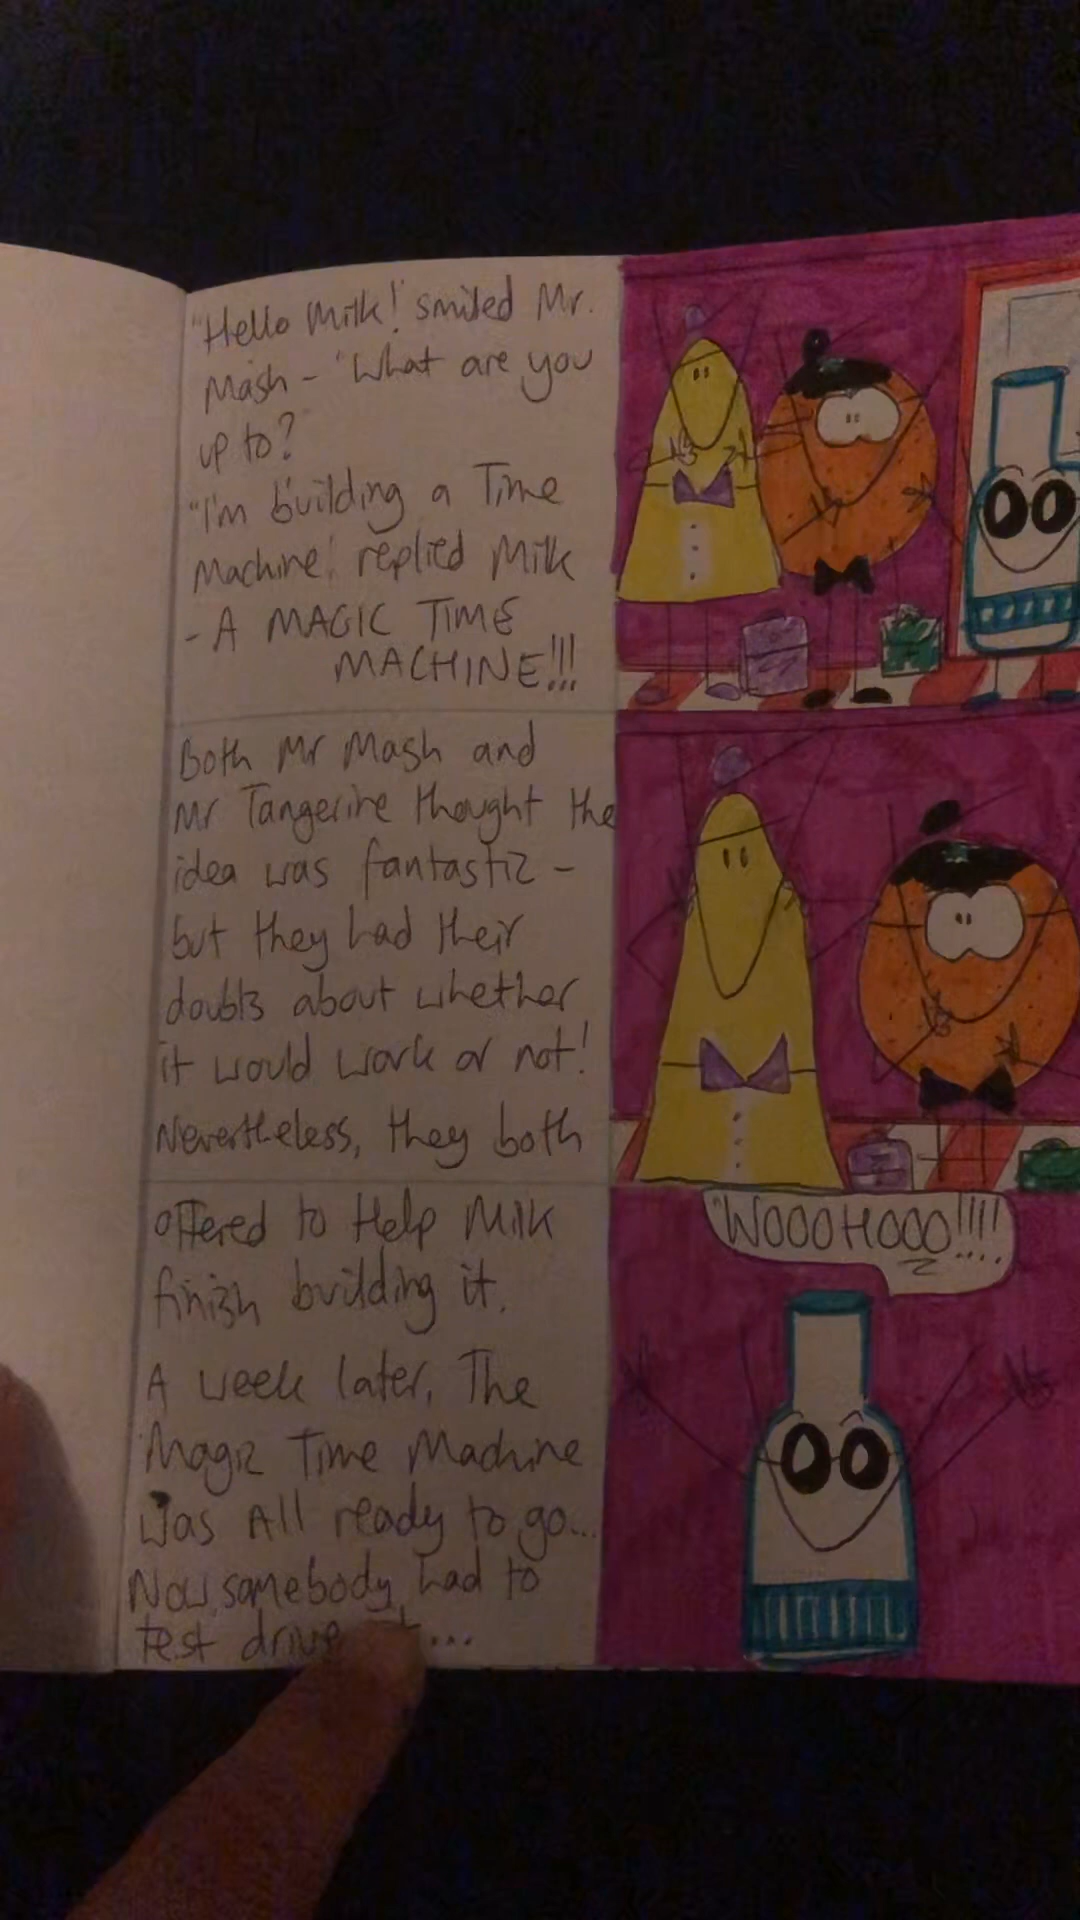 "Hello Milk!' smiled Mr.
Mash - 'What are you
up to?"
"I'm building a Time
Machine!' replied Milk
- A MAGIC TIME
MACHINE!!!
Both Mr Mash and
Mr Tangerine thought the
idea was fantastic -
but they had their
doubts about whether
it would work or not!
Nevertheless, they both
offered to Help Milk
finish building it.
A week later, The
Magic Time Machine
was All ready to go...
Now somebody had to
test drive ...
"WOOOHOOO!!!!